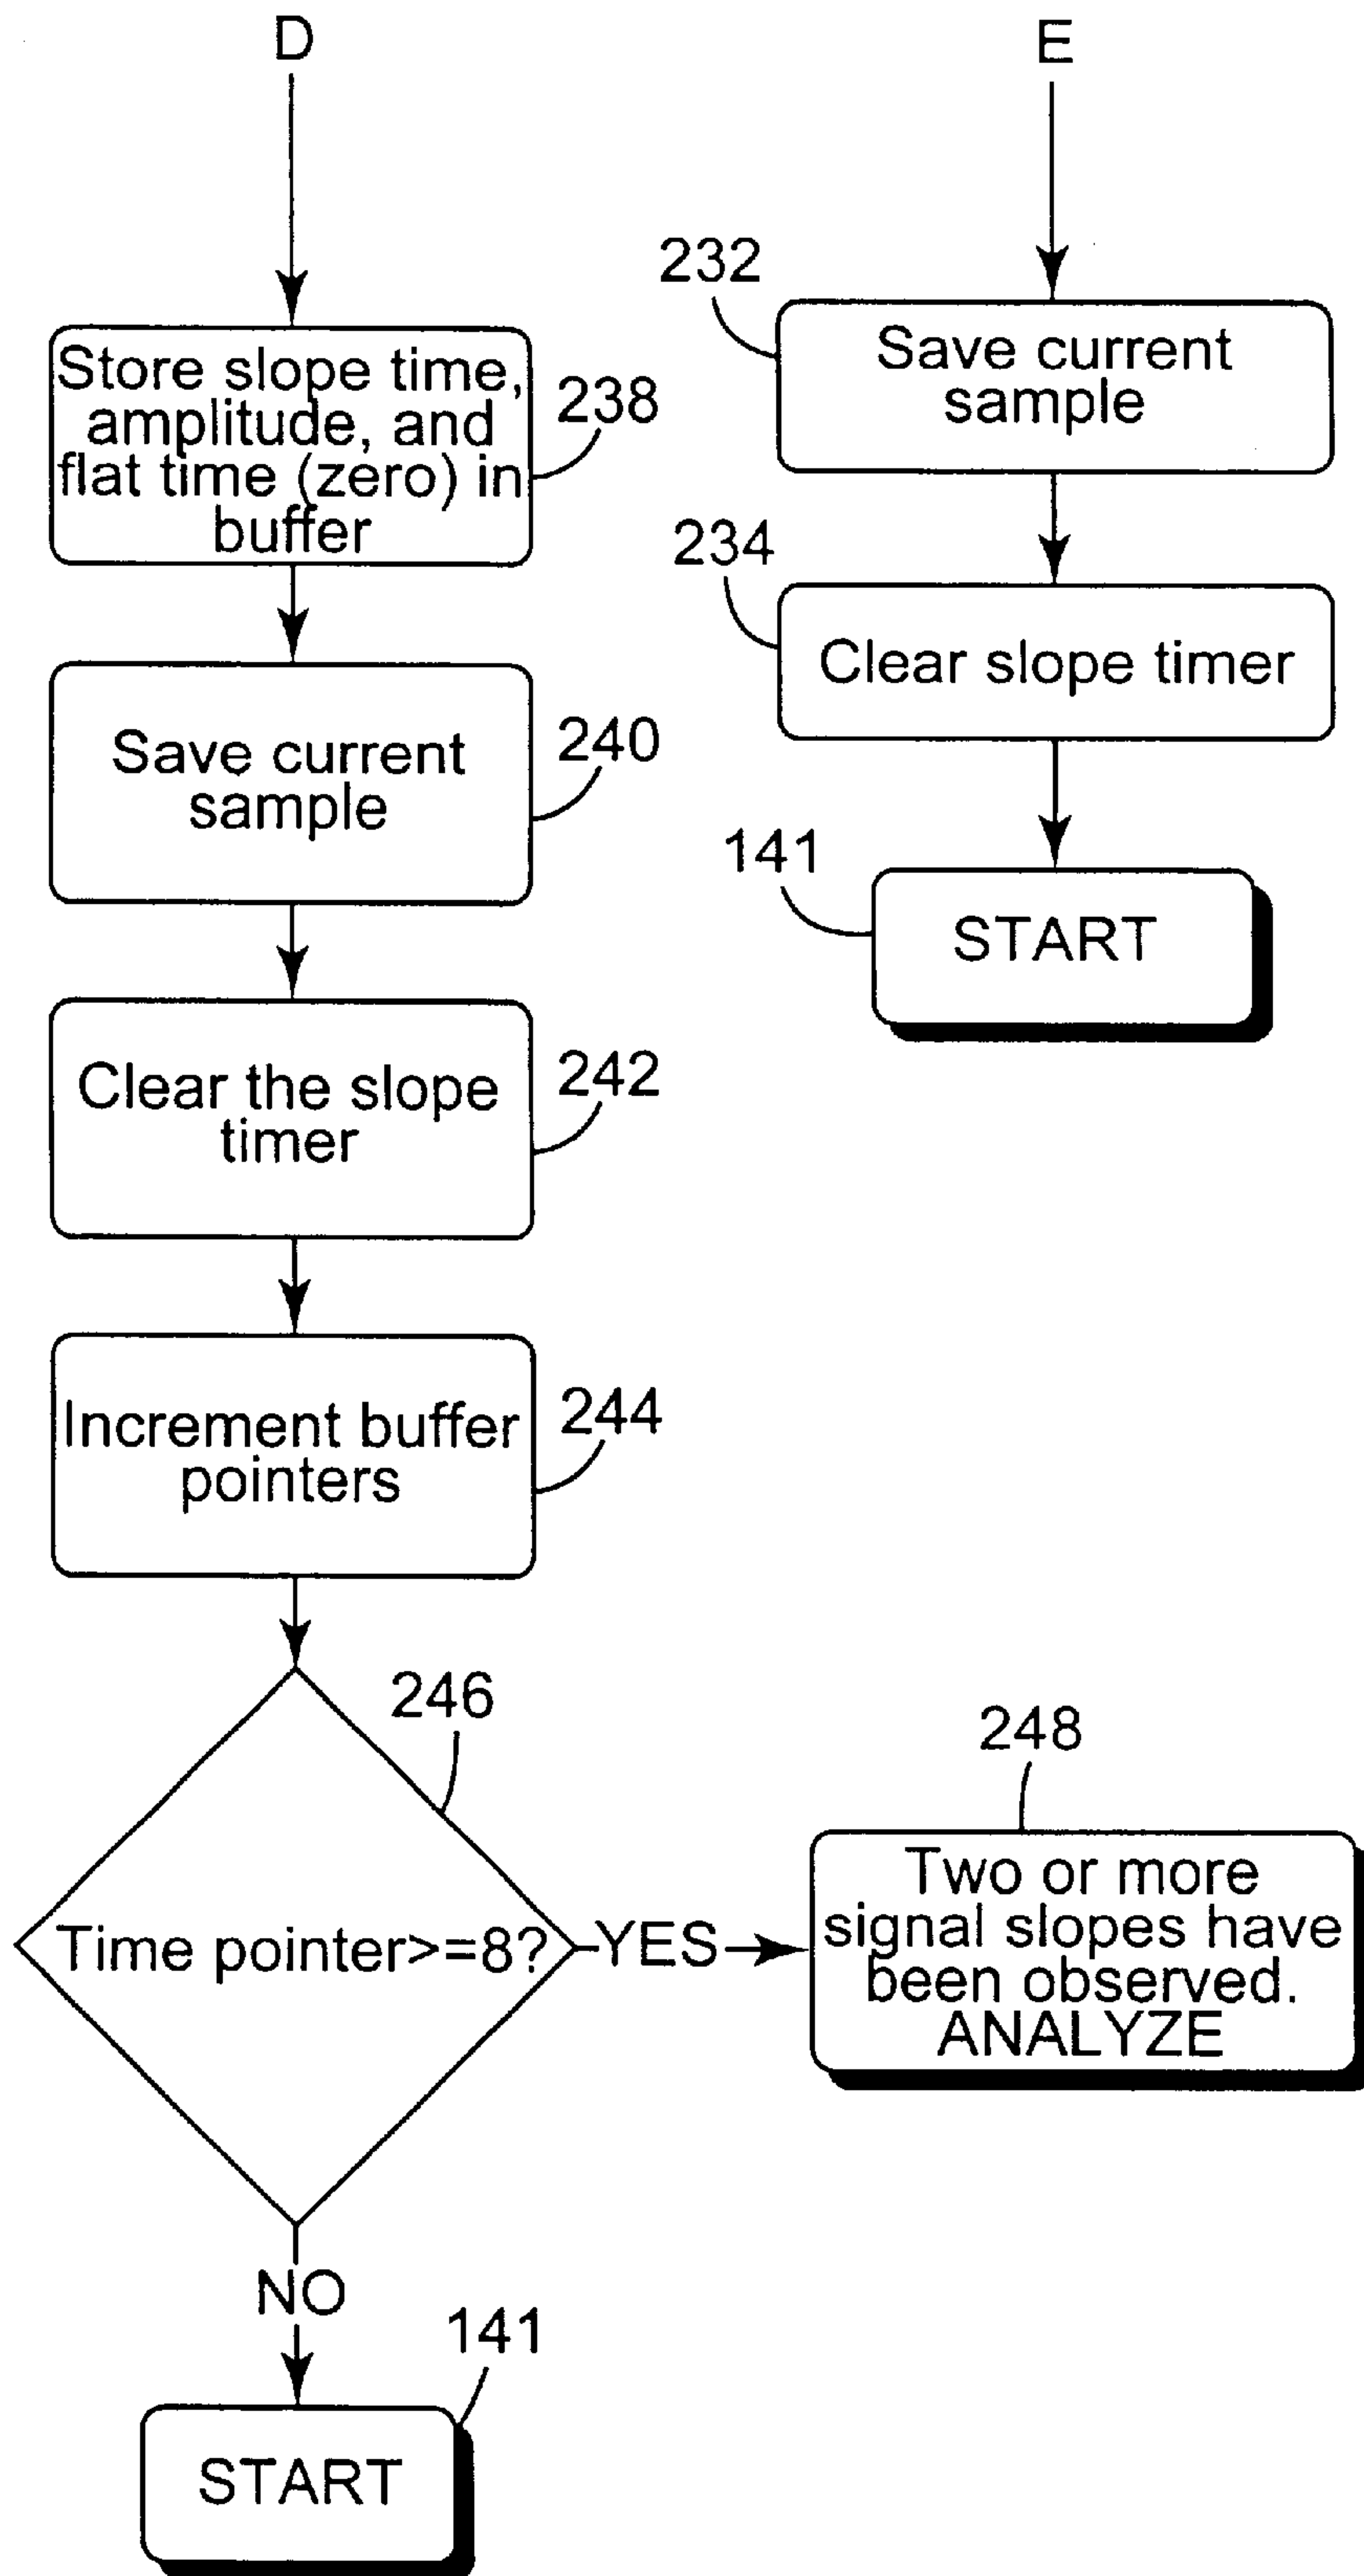 D
Store slope time,
amplitude, and
flat time (zero) in
buffer
238
Save current
sample
240
Clear the slope
timer
242
Increment buffer
pointers
244
246
Time pointer>=8?
YES
248
Two or more
signal slopes have
been observed.
ANALYZE
NO
141
START
E
232
Save current
sample
234
Clear slope timer
141
START